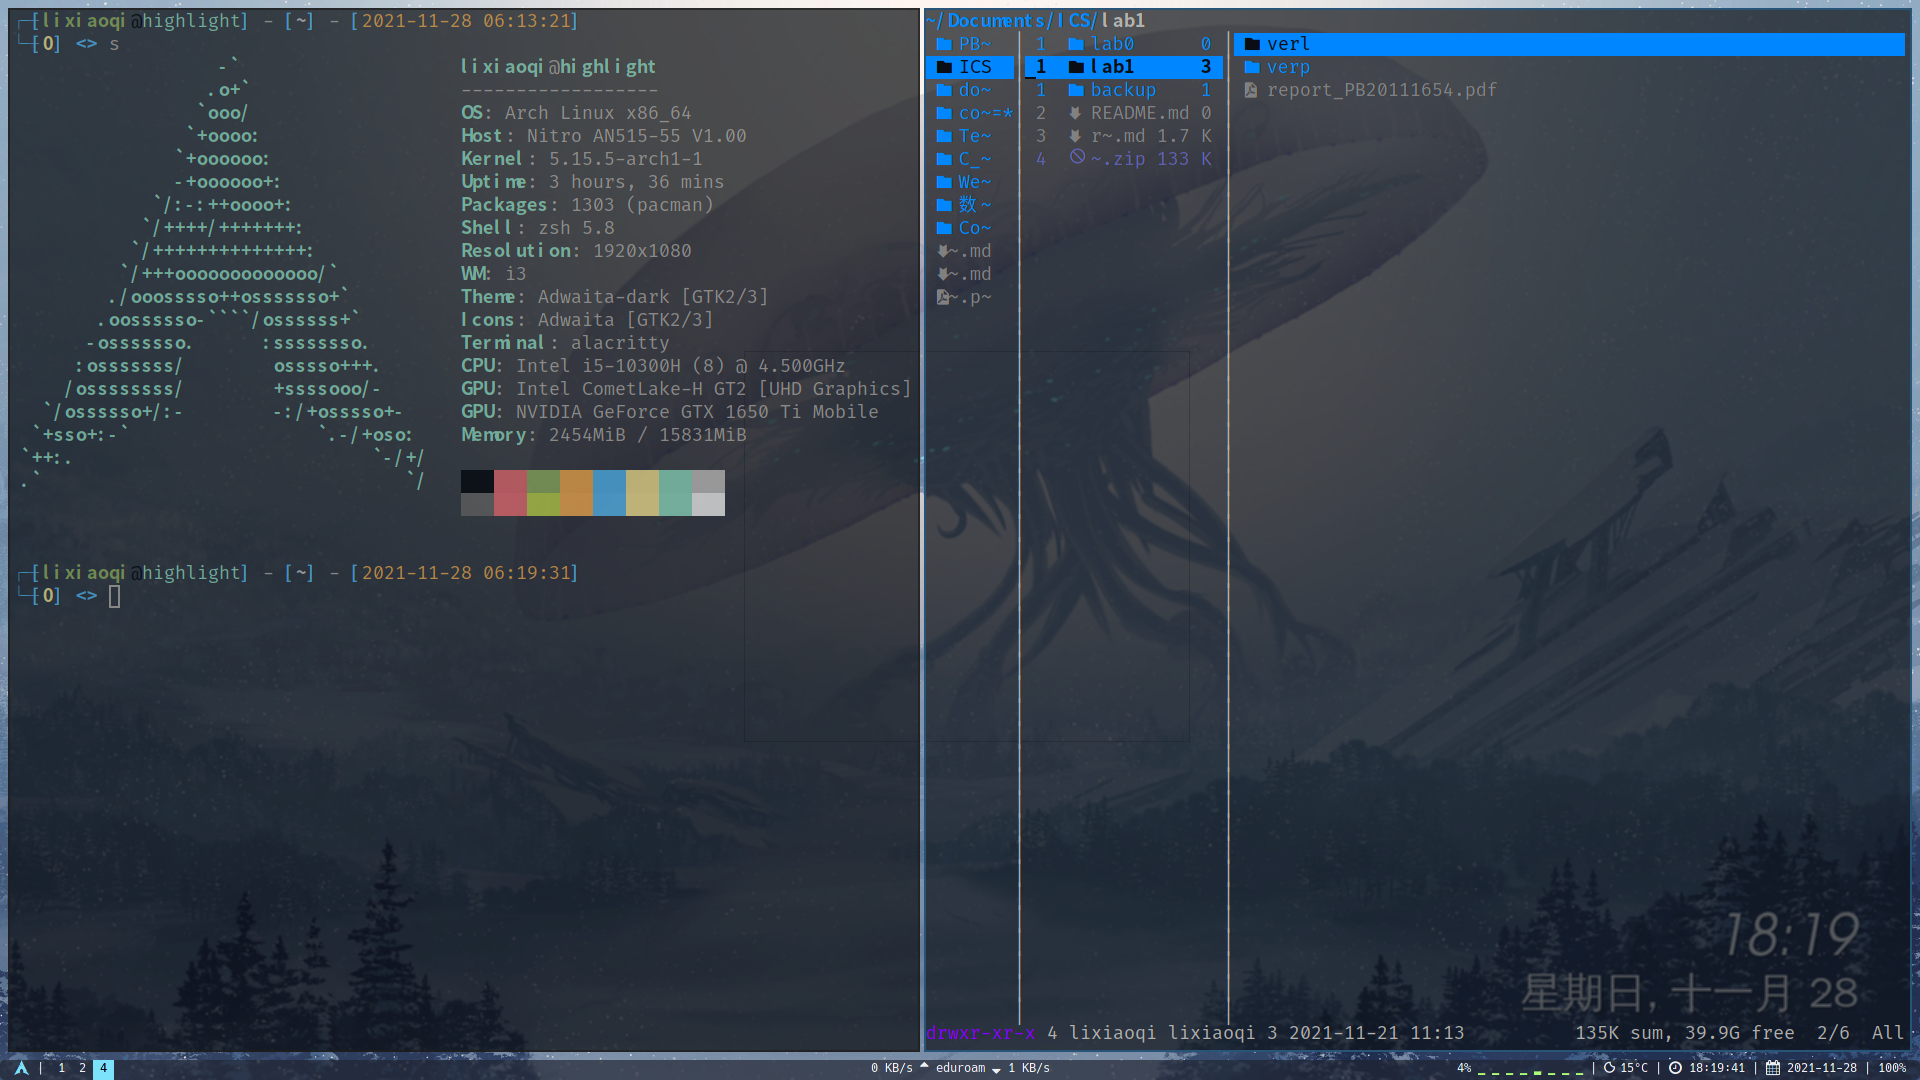 ┌─[lixiaoqi@highlight] - [~] - [2021-11-28 06:13:21]
└─[0] <> s
-`
.o+`
`ooo/
`+oooo:
`+oooooo:
-+oooooo+:
`/:-:++oooo+:
`/++++/+++++++:
`/++++++++++++++:
`/+++ooooooooooooo/`
./ooosssso++osssssso+`
.oossssso-````/ossssss+`
-osssssso.      :ssssssso.
:osssssss/        osssso+++.
/ossssssss/        +ssssooo/-
`/ossssso+/:-        -:/+osssso+-
`+sso+:-`                 `.-/+oso:
`++:.                           `-/+/
.`                                 `/
lixiaoqi@highlight
------------------
OS: Arch Linux x86_64
Host: Nitro AN515-55 V1.00
Kernel: 5.15.5-arch1-1
Uptime: 3 hours, 36 mins
Packages: 1303 (pacman)
Shell: zsh 5.8
Resolution: 1920x1080
WM: i3
Theme: Adwaita-dark [GTK2/3]
Icons: Adwaita [GTK2/3]
Terminal: alacritty
CPU: Intel i5-10300H (8) @ 4.500GHz
GPU: Intel CometLake-H GT2 [UHD Graphics]
GPU: NVIDIA GeForce GTX 1650 Ti Mobile
Memory: 2454MiB / 15831MiB
┌─[lixiaoqi@highlight] - [~] - [2021-11-28 06:19:31]
└─[0] <>
~/Documents/ICS/lab1
PB~
ICS
do~
co~=*
Te~
C_~
We~
数~
Co~
~.md
~.md
~.p~
1 lab0 0
1 lab1 3
1 backup 1
2 README.md 0
3 r~.md 1.7 K
4 ~.zip 133 K
verl
verp
report_PB20111654.pdf
18:19
星期日, 十一月 28
drwxr-xr-x 4 lixiaoqi lixiaoqi 3 2021-11-21 11:13 135K sum, 39.9G free 2/6 All
| 1 2 4 0 KB/s eduroam 1 KB/s 4% | 15°C | 18:19:41 | 2021-11-28 | 100%